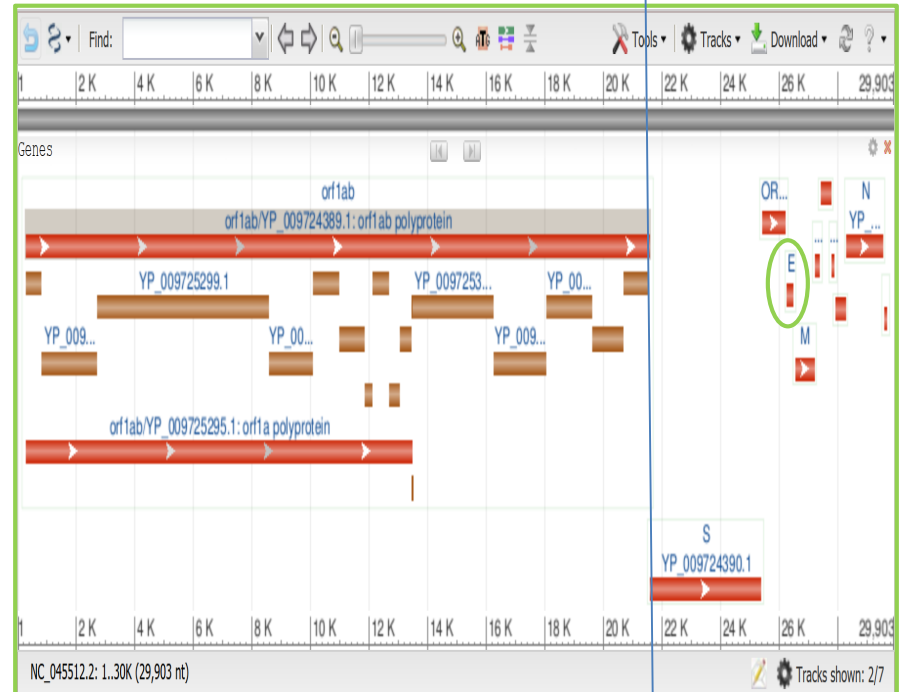 Find:
ATG
Tools Tracks Download ?
1 2 K 4 K 6 K 8 K 10 K 12 K 14 K 16 K 18 K 20 K 22 K 24 K 26 K 29,903
Genes
orf1ab OR... N
orf1ab/YP_009724389.1: orf1ab polyprotein YP_...
... ...
E
YP_009725299.1 YP_0097253... YP_00...
YP_009... YP_00... YP_009... M
orf1ab/YP_009725295.1: orf1a polyprotein
S
YP_009724390.1
1 2 K 4 K 6 K 8 K 10 K 12 K 14 K 16 K 18 K 20 K 22 K 24 K 26 K 29,903
NC_045512.2: 1..30K (29,903 nt) Tracks shown: 2/7